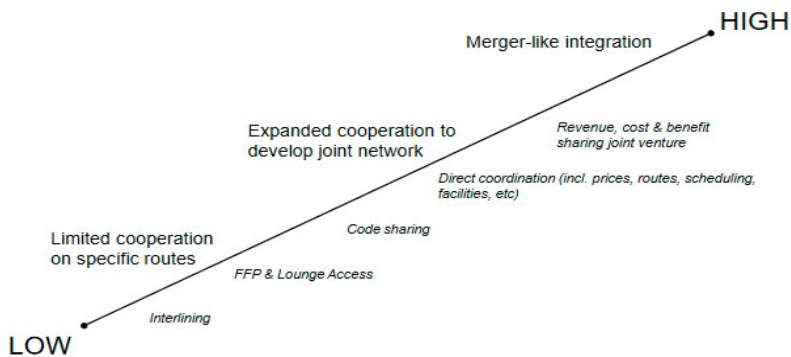 HIGH
Merger-like integration
Expanded cooperation to
develop joint network
Revenue, cost & benefit
sharing joint venture
Direct coordination (incl. prices, routes, scheduling,
facilities, etc)
Code sharing
Limited cooperation
on specific routes
FFP & Lounge Access
Interlining
LOW